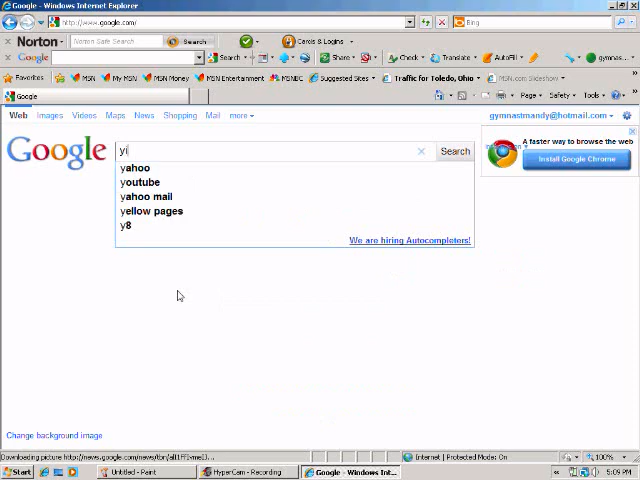 Google - Windows Internet Explorer
http://www.google.com/
Bing
Norton
Safe Search
Search
Cards & Logins
Google
Search
Share
Check
Translate
AutoFill
gymnas
Favorites
MSN
My MSN
MSN Money
MSN Entertainment
MSNBC
Suggested Sites
Traffic for Toledo, Ohio
MSN.com Slideshow
Google
Page
Safety
Tools
Web Images Videos Maps News Shopping Mail more
gymnastmandy@hotmail.com
Google
yi
Search
yahoo
youtube
yahoo mail
yellow pages
y8
We are hiring Autocompleters!
A faster way to browse the web
Install Google Chrome
Change background image
Internet | Protected Mode: On
100%
Start
Untitled - Paint
HyperCam - Recording
Google - Windows Int...
5:09 PM